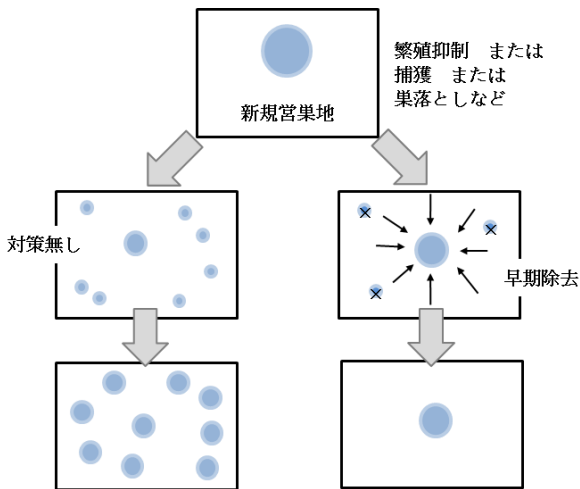 繁殖抑制　または
捕獲　または
巣落としなど
新規営巣地
対策無し
早期除去